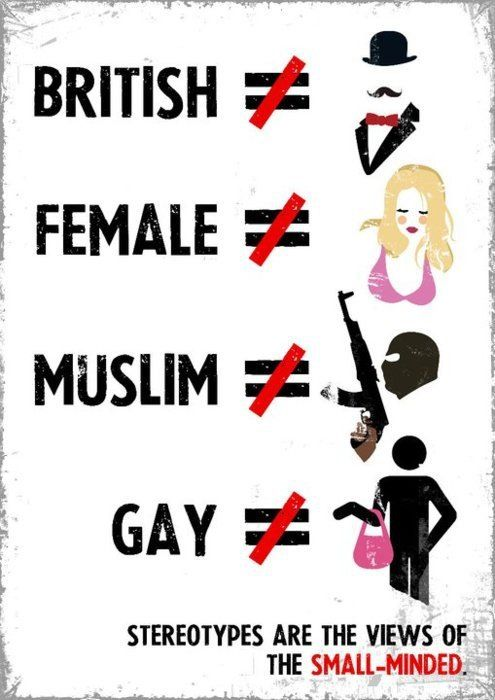 BRITISH ≠
FEMALE ≠
MUSLIM ≠
GAY ≠
STEREOTYPES ARE THE VIEWS OF
THE SMALL-MINDED.